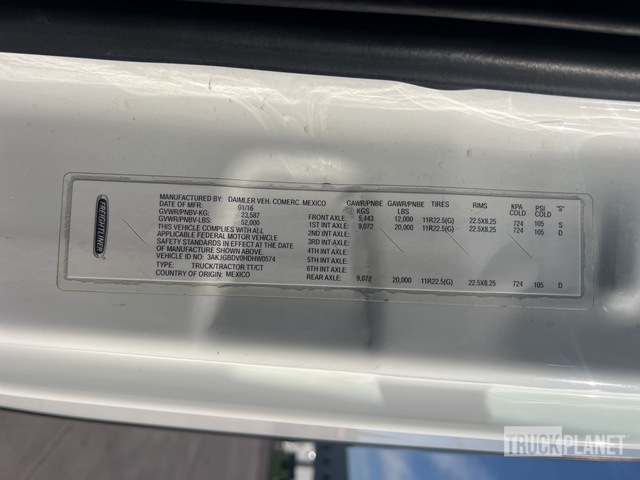 FREIGHTLINER
MANUFACTURED BY: DAIMLER VEH. COMERC. MEXICO
DATE OF MFR: 01/16
GVWR/PNBV-KG: 23,587
GVWR/PNBV-LBS: 52,000
THIS VEHICLE COMPLIES WITH ALL
APPLICABLE FEDERAL MOTOR VEHICLE
SAFETY STANDARDS IN EFFECT AT THE DATE
OF MANUFACTURE SHOWN ABOVE.
VEHICLE ID NO. 3AKJGBDV0HDHW0574
TYPE: TRUCK/TRACTOR TT/CT
COUNTRY OF ORIGIN: MEXICO
GAWR/PNBE KGS GAWR/PNBE LBS TIRES RIMS KPA COLD PSI COLD "S"
FRONT AXLE: 5,443 12,000 11R22.5(G) 22.5X8.25 724 105 S
1ST INT AXLE: 9,072 20,000 11R22.5(G) 22.5X8.25 724 105 D
2ND INT AXLE:
3RD INT AXLE:
4TH INT AXLE:
5TH INT AXLE:
6TH INT AXLE:
REAR AXLE: 9,072 20,000 11R22.5(G) 22.5X8.25 724 105 D
TRUCKPLANET